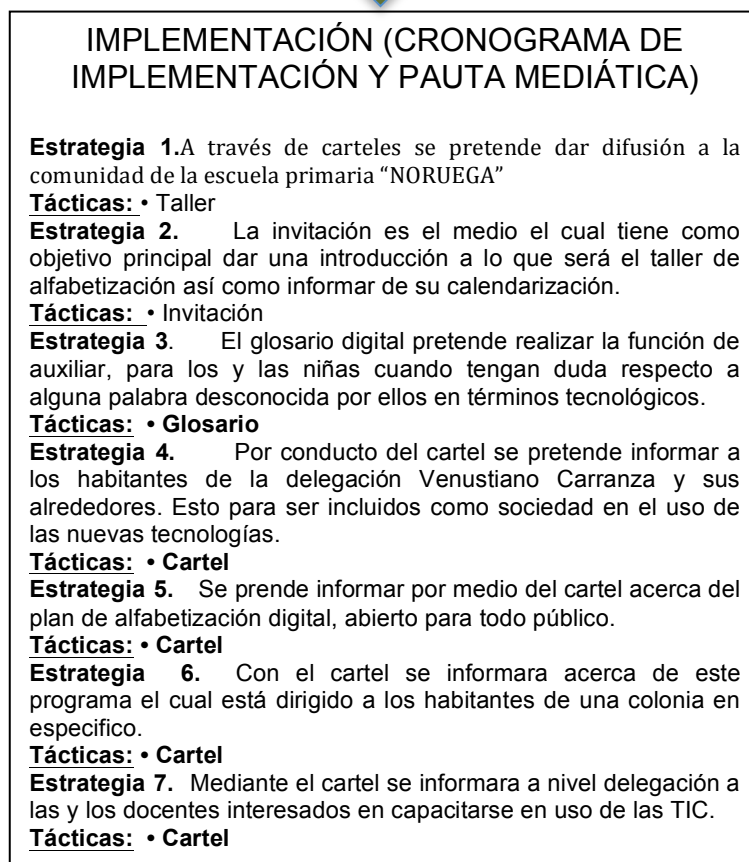 IMPLEMENTACIÓN (CRONOGRAMA DE
IMPLEMENTACIÓN Y PAUTA MEDIÁTICA)
Estrategia 1.A través de carteles se pretende dar difusión a la
comunidad de la escuela primaria “NORUEGA”
Tácticas: • Taller
Estrategia 2. La invitación es el medio el cual tiene como
objetivo principal dar una introducción a lo que será el taller de
alfabetización así como informar de su calendarización.
Tácticas: • Invitación
Estrategia 3. El glosario digital pretende realizar la función de
auxiliar, para los y las niñas cuando tengan duda respecto a
alguna palabra desconocida por ellos en términos tecnológicos.
Tácticas: • Glosario
Estrategia 4. Por conducto del cartel se pretende informar a
los habitantes de la delegación Venustiano Carranza y sus
alrededores. Esto para ser incluidos como sociedad en el uso de
las nuevas tecnologías.
Tácticas: • Cartel
Estrategia 5. Se prende informar por medio del cartel acerca del
plan de alfabetización digital, abierto para todo público.
Tácticas: • Cartel
Estrategia 6. Con el cartel se informara acerca de este
programa el cual está dirigido a los habitantes de una colonia en
especifico.
Tácticas: • Cartel
Estrategia 7. Mediante el cartel se informara a nivel delegación a
las y los docentes interesados en capacitarse en uso de las TIC.
Tácticas: • Cartel